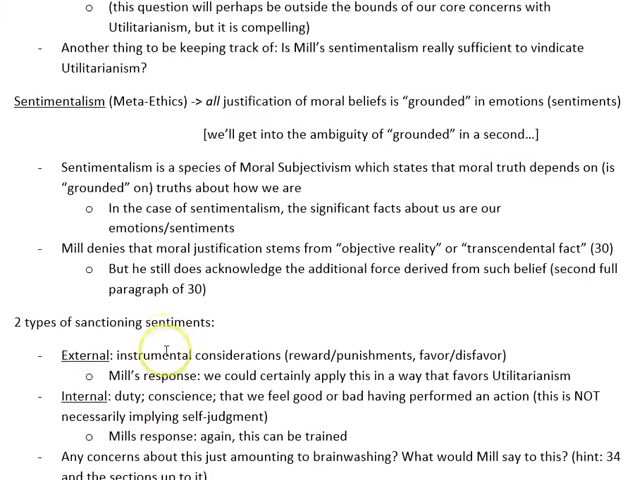 o (this question will perhaps be outside the bounds of our core concerns with
Utilitarianism, but it is compelling)
- Another thing to be keeping track of: Is Mill's sentimentalism really sufficient to vindicate
Utilitarianism?
Sentimentalism (Meta-Ethics) -> all justification of moral beliefs is "grounded" in emotions (sentiments)
[we'll get into the ambiguity of "grounded" in a second...]
- Sentimentalism is a species of Moral Subjectivism which states that moral truth depends on (is
"grounded" on) truths about how we are
o In the case of sentimentalism, the significant facts about us are our
emotions/sentiments
- Mill denies that moral justification stems from "objective reality" or "transcendental fact" (30)
o But he still does acknowledge the additional force derived from such belief (second full
paragraph of 30)
2 types of sanctioning sentiments:
- External: instrumental considerations (reward/punishments, favor/disfavor)
o Mill's response: we could certainly apply this in a way that favors Utilitarianism
- Internal: duty; conscience; that we feel good or bad having performed an action (this is NOT
necessarily implying self-judgment)
o Mills response: again, this can be trained
- Any concerns about this just amounting to brainwashing? What would Mill say to this? (hint: 34
and the sections up to it)